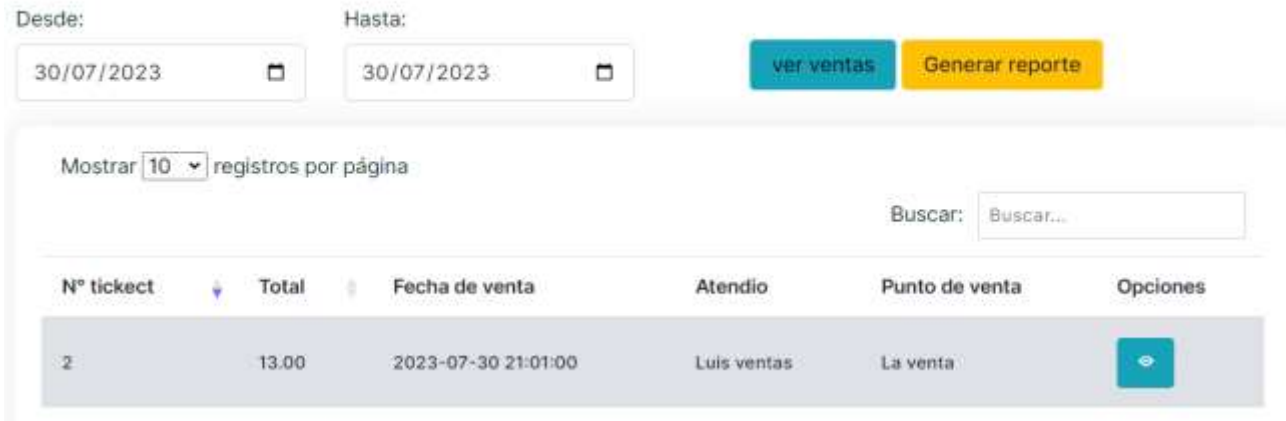 Desde: Hasta:
30/07/2023 30/07/2023 ver ventas Generar reporte
Mostrar 10 registros por página
Buscar: Buscar...
Nº tickect Total Fecha de venta Atendio Punto de venta Opciones
2 13.00 2023-07-30 21:01:00 Luis ventas La venta